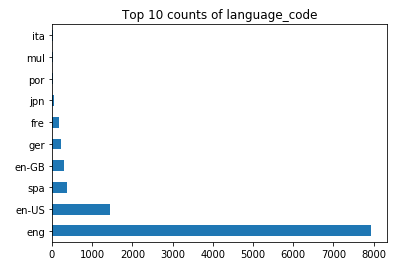 Top 10 counts of language_code
ita
mul
por
jpn
fre
ger
en-GB
spa
en-US
eng
0 1000 2000 3000 4000 5000 6000 7000 8000